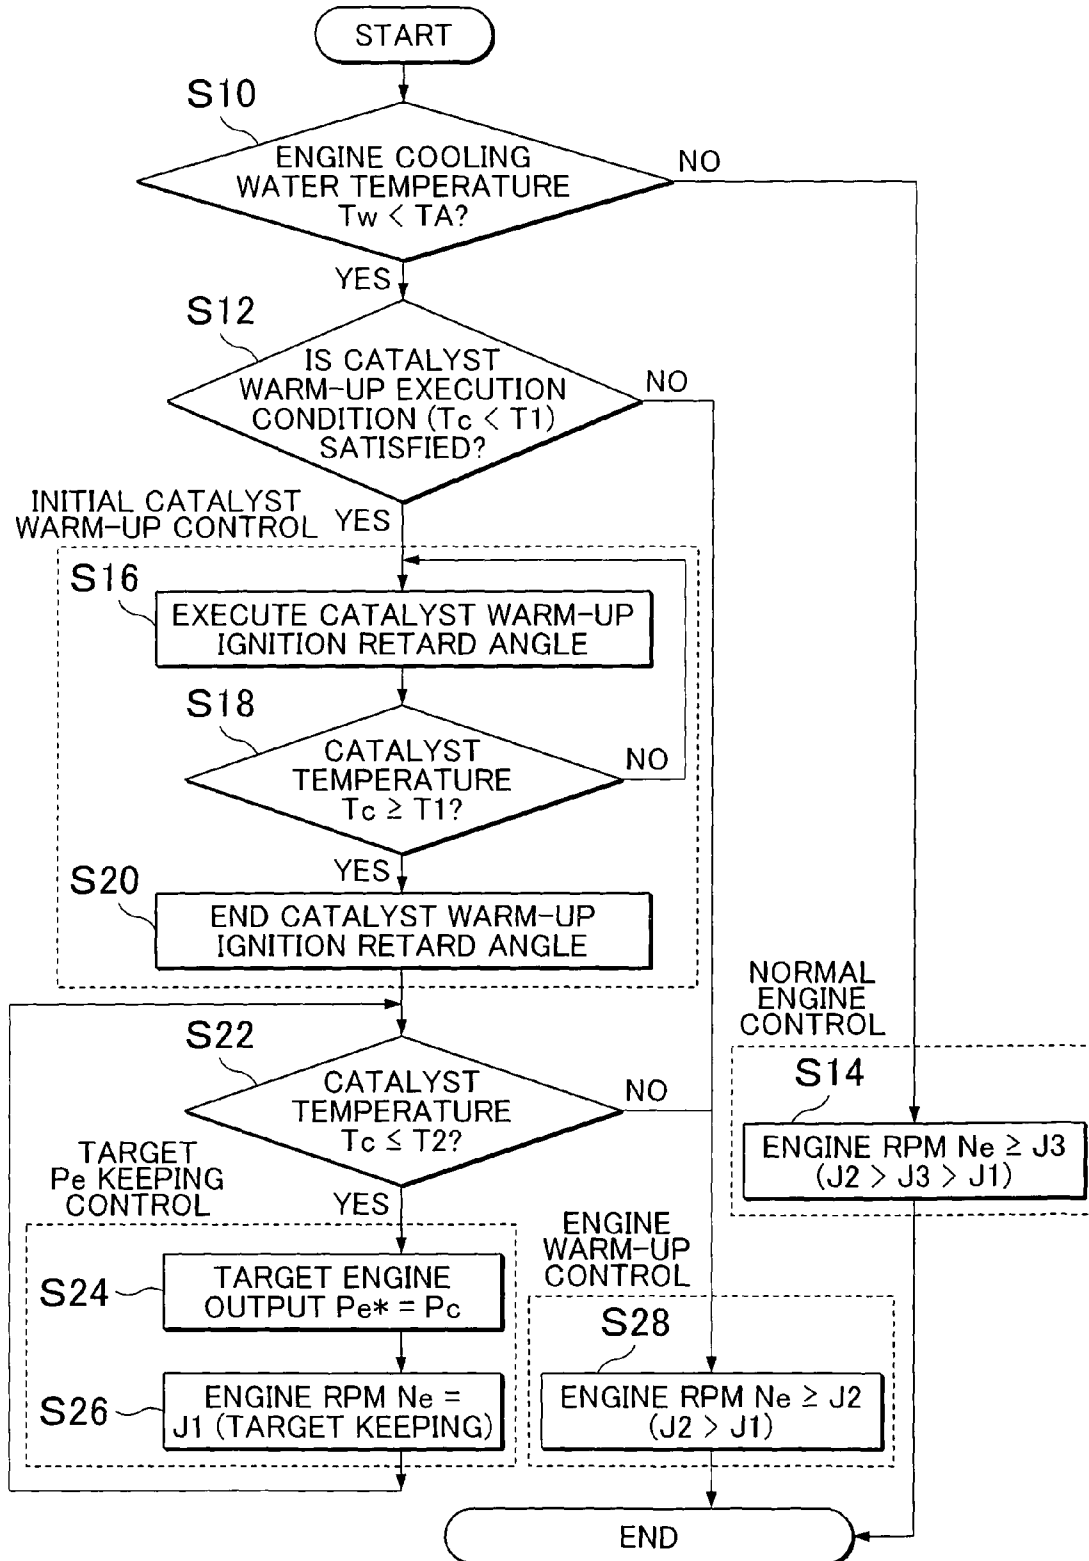 START
S10
ENGINE COOLING
WATER TEMPERATURE
Tw < TA?
NO
YES
S12
IS CATALYST
WARM-UP EXECUTION
CONDITION (Tc < T1)
SATISFIED?
NO
YES
INITIAL CATALYST
WARM-UP CONTROL
S16
EXECUTE CATALYST WARM-UP
IGNITION RETARD ANGLE
S18
CATALYST
TEMPERATURE
Tc ≥ T1?
NO
YES
S20
END CATALYST WARM-UP
IGNITION RETARD ANGLE
S22
CATALYST
TEMPERATURE
Tc ≤ T2?
NO
YES
TARGET
Pe KEEPING
CONTROL
S24
TARGET ENGINE
OUTPUT Pe* = Pc
S26
ENGINE RPM Ne =
J1 (TARGET KEEPING)
ENGINE
WARM-UP
CONTROL
S28
ENGINE RPM Ne ≥ J2
(J2 > J1)
NORMAL
ENGINE
CONTROL
S14
ENGINE RPM Ne ≥ J3
(J2 > J3 > J1)
END